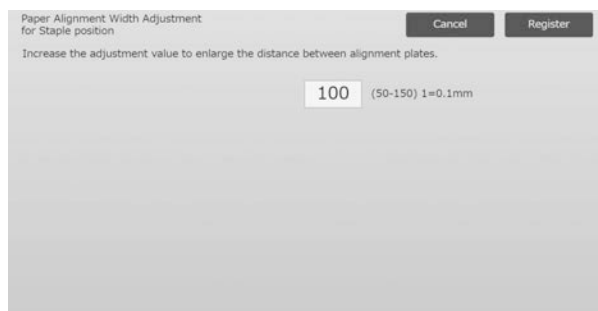 Paper Alignment Width Adjustment
for Staple position
Cancel
Register
Increase the adjustment value to enlarge the distance between alignment plates.
100 (50-150) 1=0.1mm